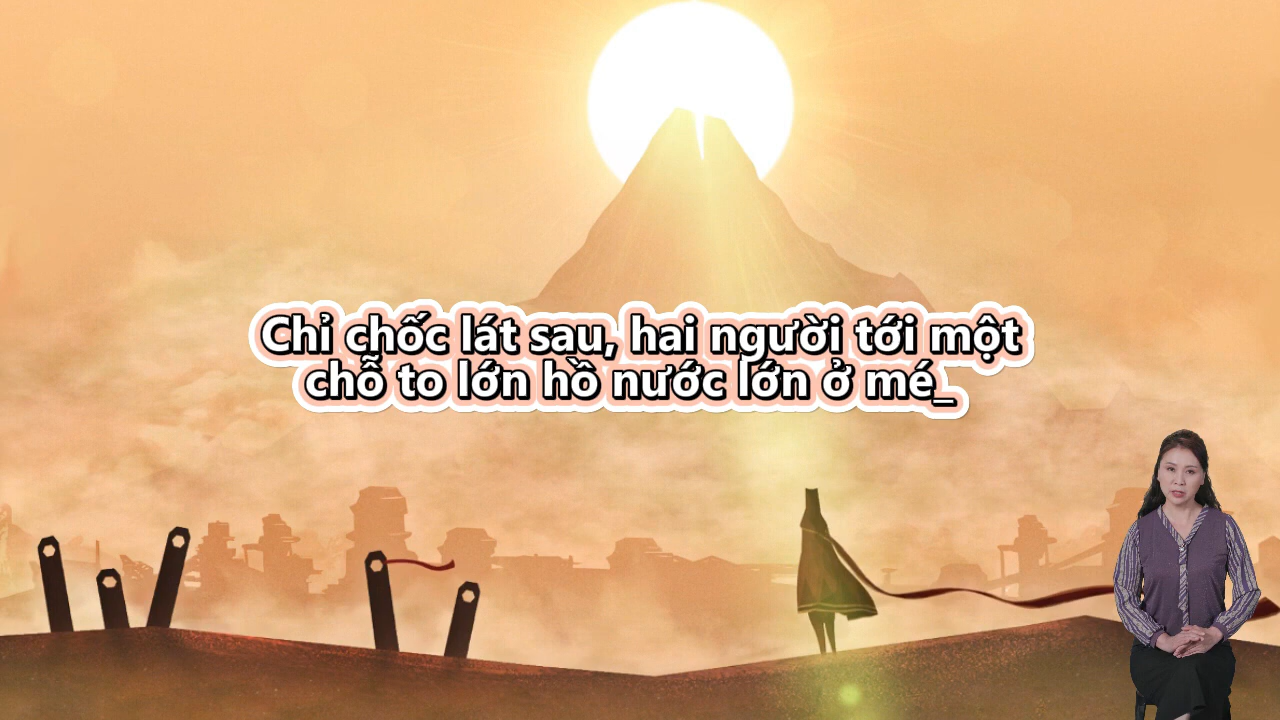 Chỉ chốc lát sau, hai người tới một
chỗ to lớn hồ nước lớn ở mé_